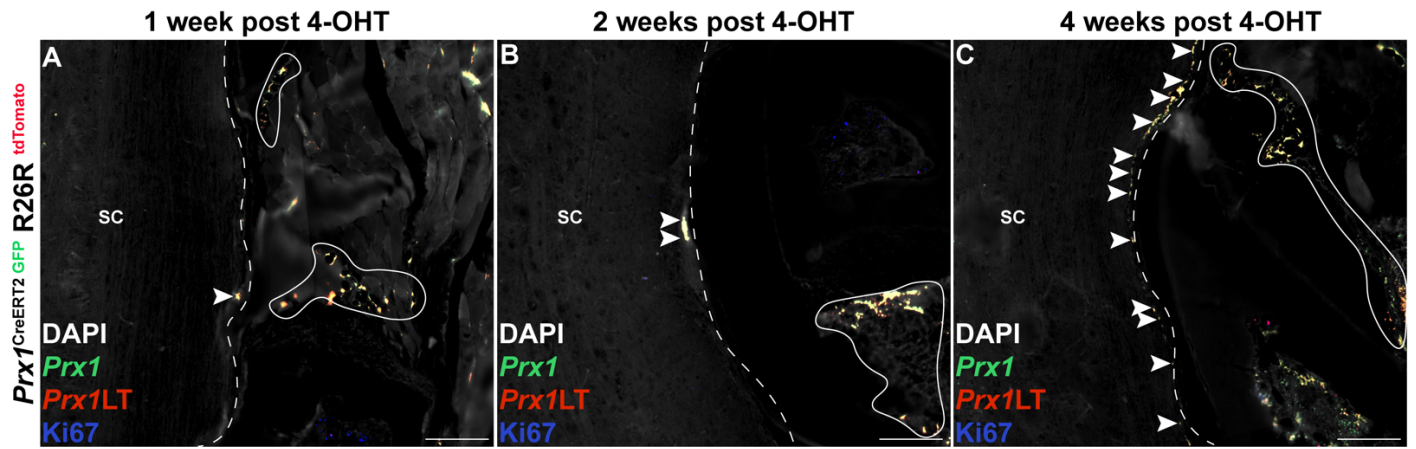 1 week post 4-OHT
2 weeks post 4-OHT
4 weeks post 4-OHT
Prx1CreERT2 GFP R26R tdTomato
A
SC
DAPI
Prx1
Prx1LT
Ki67
B
SC
DAPI
Prx1
Prx1LT
Ki67
C
SC
DAPI
Prx1
Prx1LT
Ki67